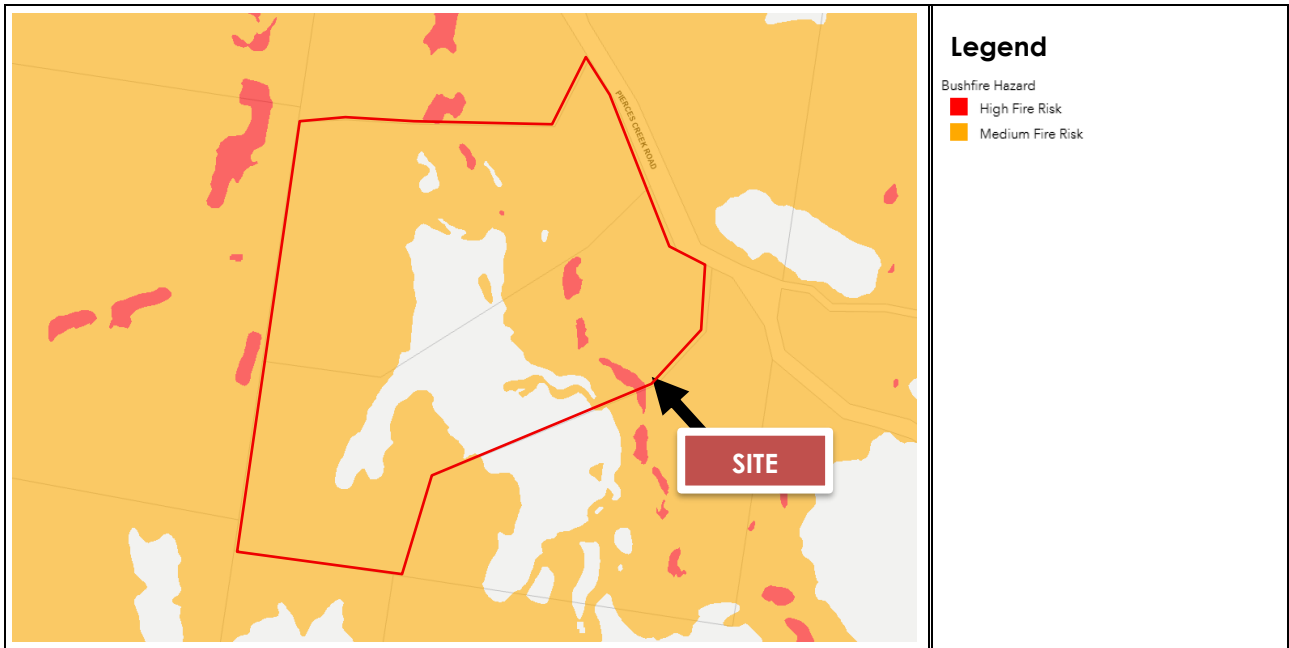 PIERCES CREEK ROAD
SITE
Legend
Bushfire Hazard
High Fire Risk
Medium Fire Risk